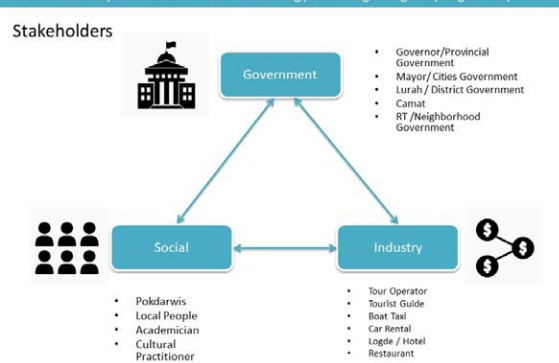 Stakeholders
Government
• Governor/Provincial
Government
• Mayor/ Cities Government
• Lurah / District Government
• Camat
• RT /Neighborhood
Government
Social
Industry
• Pokdarwis
• Local People
• Academician
• Cultural
Practitioner
• Tour Operator
• Tourist Guide
• Boat Taxi
• Car Rental
• Logde / Hotel
• Restaurant